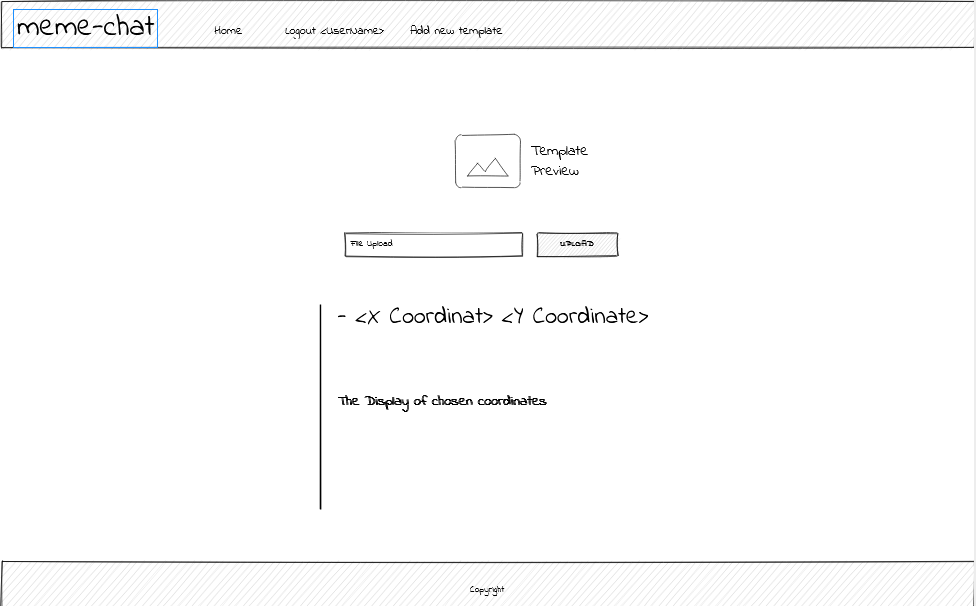 meme-chat
Home Logout <UserName> Add new template
Template
Preview
File Upload UPLOAD
- <X Coordinat> <Y Coordinate>
The Display of chosen coordinates
Copyright